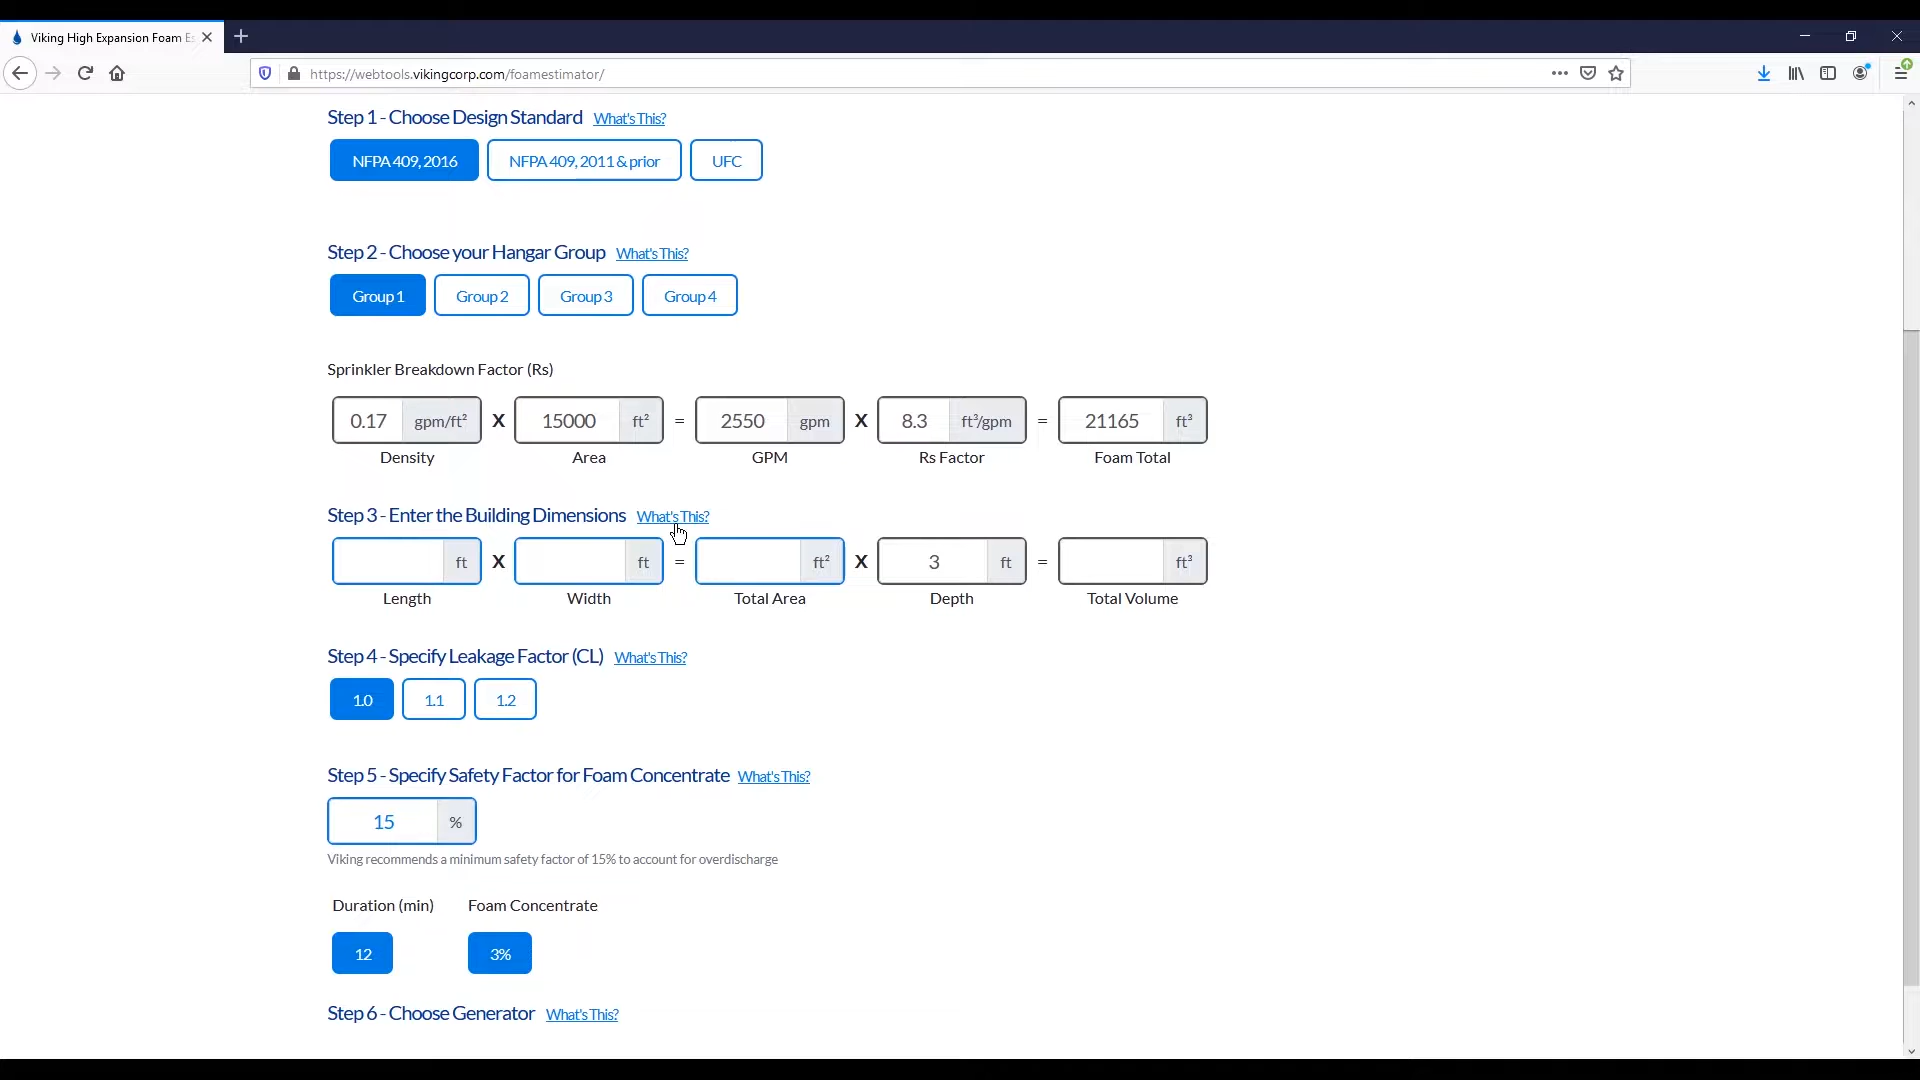 Viking High Expansion Foam Es
https://webtools.vikingcorp.com/foamestimator/
Step 1 - Choose Design Standard What's This?
NFPA 409, 2016 NFPA 409, 2011 & prior UFC
Step 2 - Choose your Hangar Group What's This?
Group 1 Group 2 Group 3 Group 4
Sprinkler Breakdown Factor (Rs)
0.17 gpm/ft² X 15000 ft² = 2550 gpm X 8.3 ft³/gpm = 21165 ft³
Density Area GPM Rs Factor Foam Total
Step 3 - Enter the Building Dimensions What's This?
ft X ft = ft² X 3 ft = ft³
Length Width Total Area Depth Total Volume
Step 4 - Specify Leakage Factor (CL) What's This?
1.0 1.1 1.2
Step 5 - Specify Safety Factor for Foam Concentrate What's This?
15 %
Viking recommends a minimum safety factor of 15% to account for overdischarge
Duration (min) Foam Concentrate
12 3%
Step 6 - Choose Generator What's This?